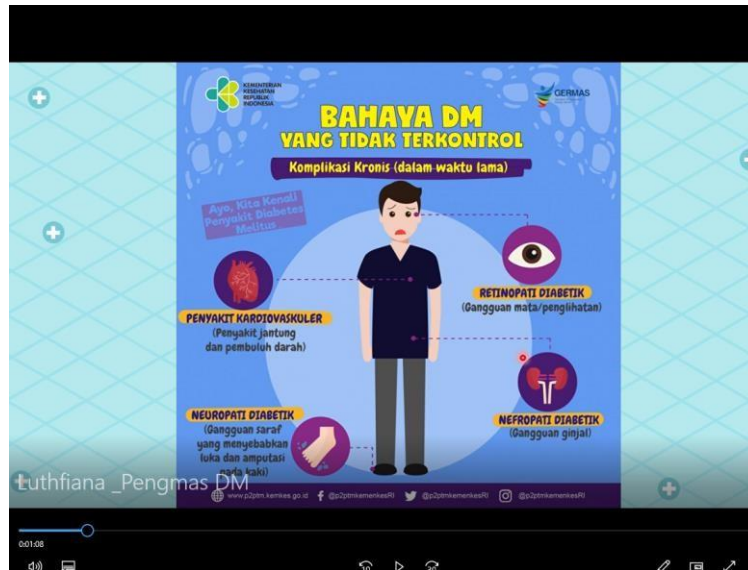 KEMENTERIAN
KESEHATAN
REPUBLIK
INDONESIA
GERMAS
BAHAYA DM
YANG TIDAK TERKONTROL
Komplikasi Kronis (dalam waktu lama)
Ayo, Kita Kenali
Penyakit Diabetes
Melitus
RETINOPATI DIABETIK
(Gangguan mata/penglihatan)
PENYAKIT KARDIOVASKULER
(Penyakit jantung
dan pembuluh darah)
NEFROPATI DIABETIK
(Gangguan ginjal)
NEUROPATI DIABETIK
(Gangguan saraf
yang menyebabkan
luka dan amputasi
pada kaki)
Luthfiana _Pengmas DM
www.p2ptm.kemkes.go.id @p2ptmkemenkesRI @p2ptmkemenkesRI @p2ptmkemenkesRI
0:01:08
10 30